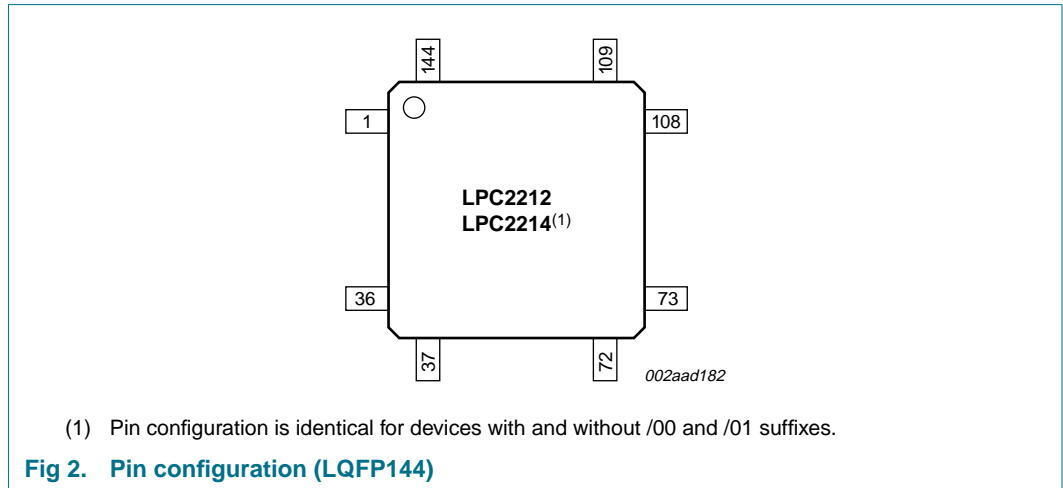 144 109
1 108
LPC2212
LPC2214(1)
36 73
37 72
002aad182
(1) Pin configuration is identical for devices with and without /00 and /01 suffixes.
Fig 2. Pin configuration (LQFP144)